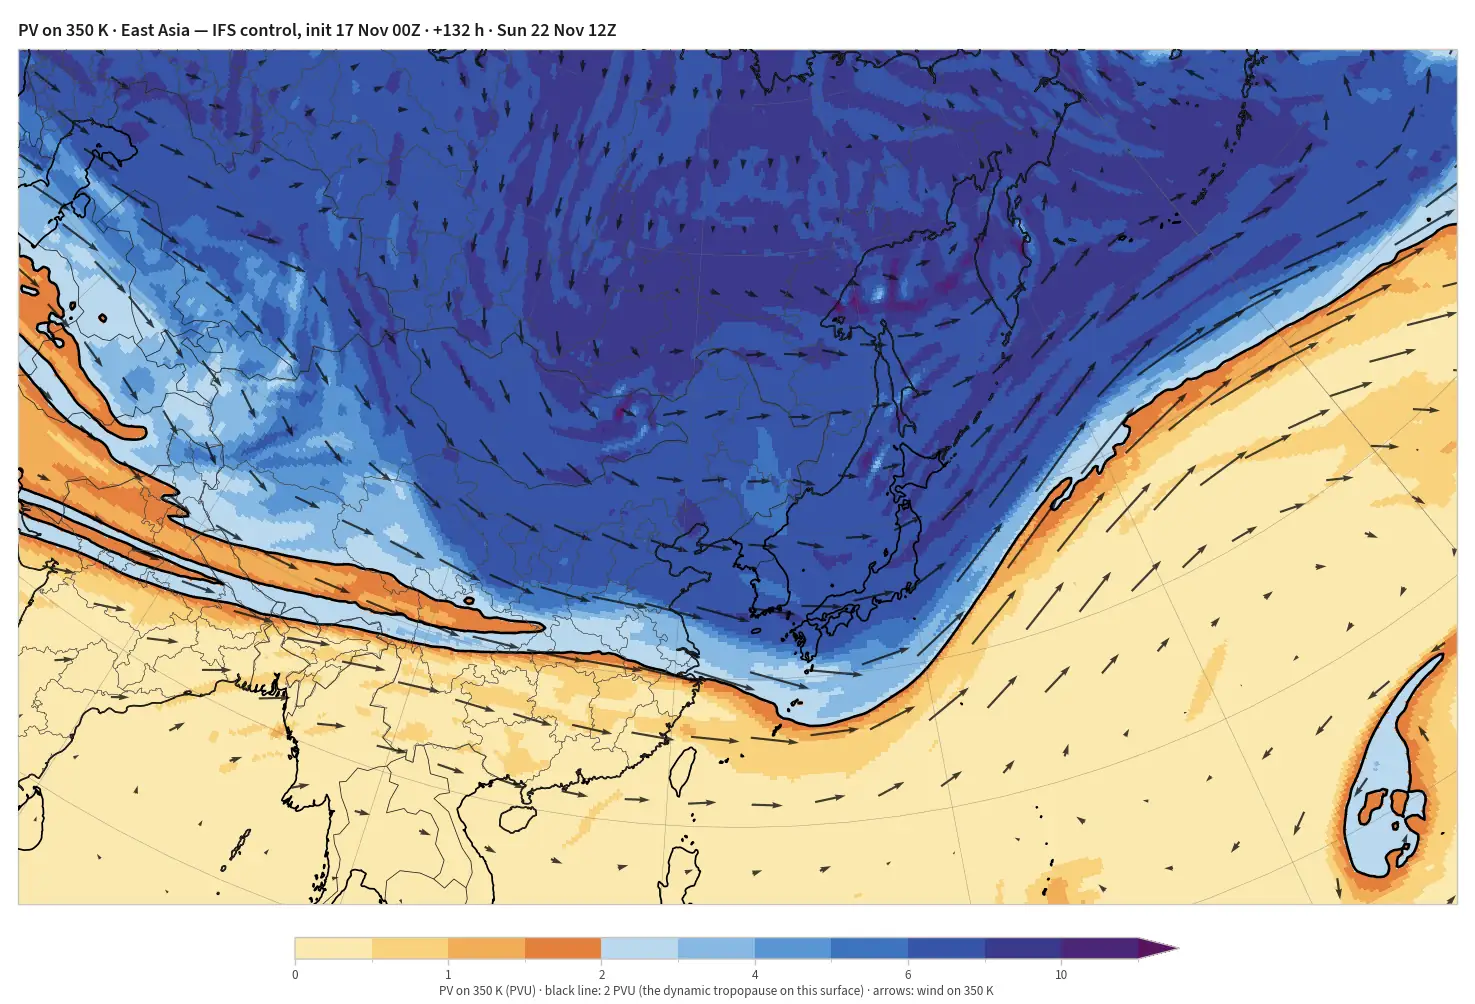 PV on 350 K · East Asia — IFS control, init 17 Nov 00Z · +132 h · Sun 22 Nov 12Z
0 1 2 4 6 10
PV on 350 K (PVU) · black line: 2 PVU (the dynamic tropopause on this surface) · arrows: wind on 350 K